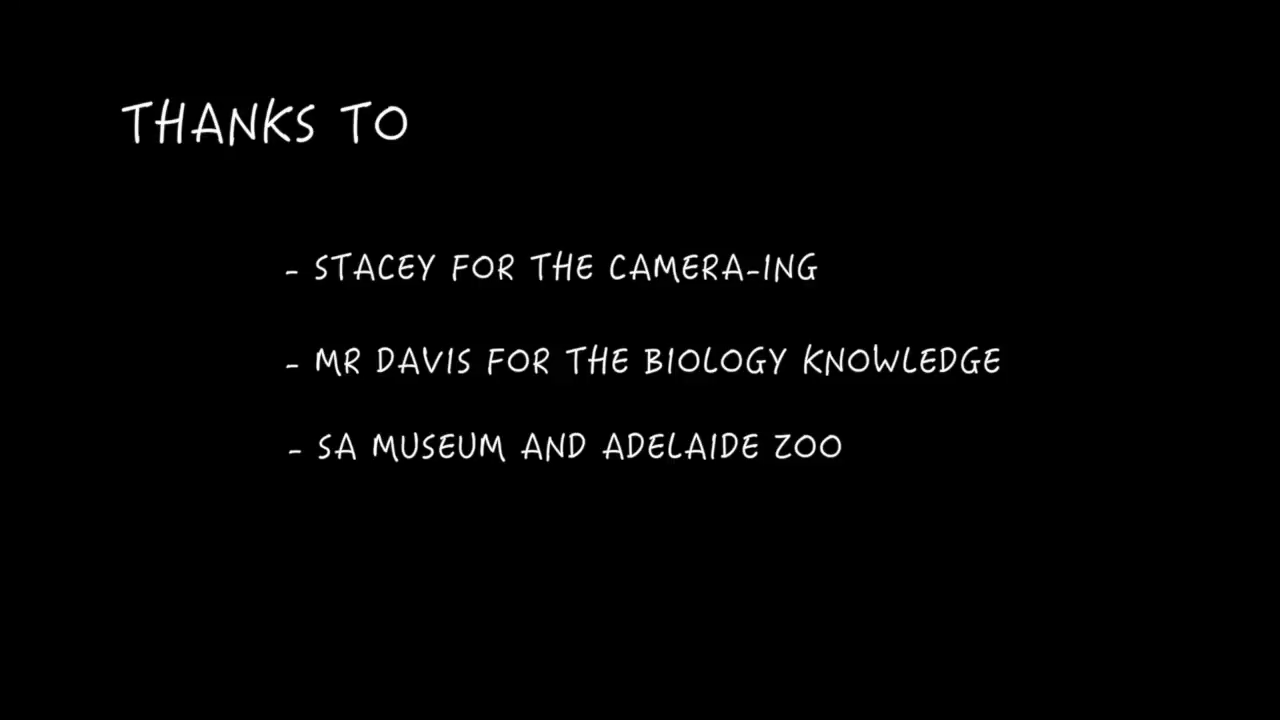 THANKS TO
- STACEY FOR THE CAMERA-ING
- MR DAVIS FOR THE BIOLOGY KNOWLEDGE
- SA MUSEUM AND ADELAIDE ZOO